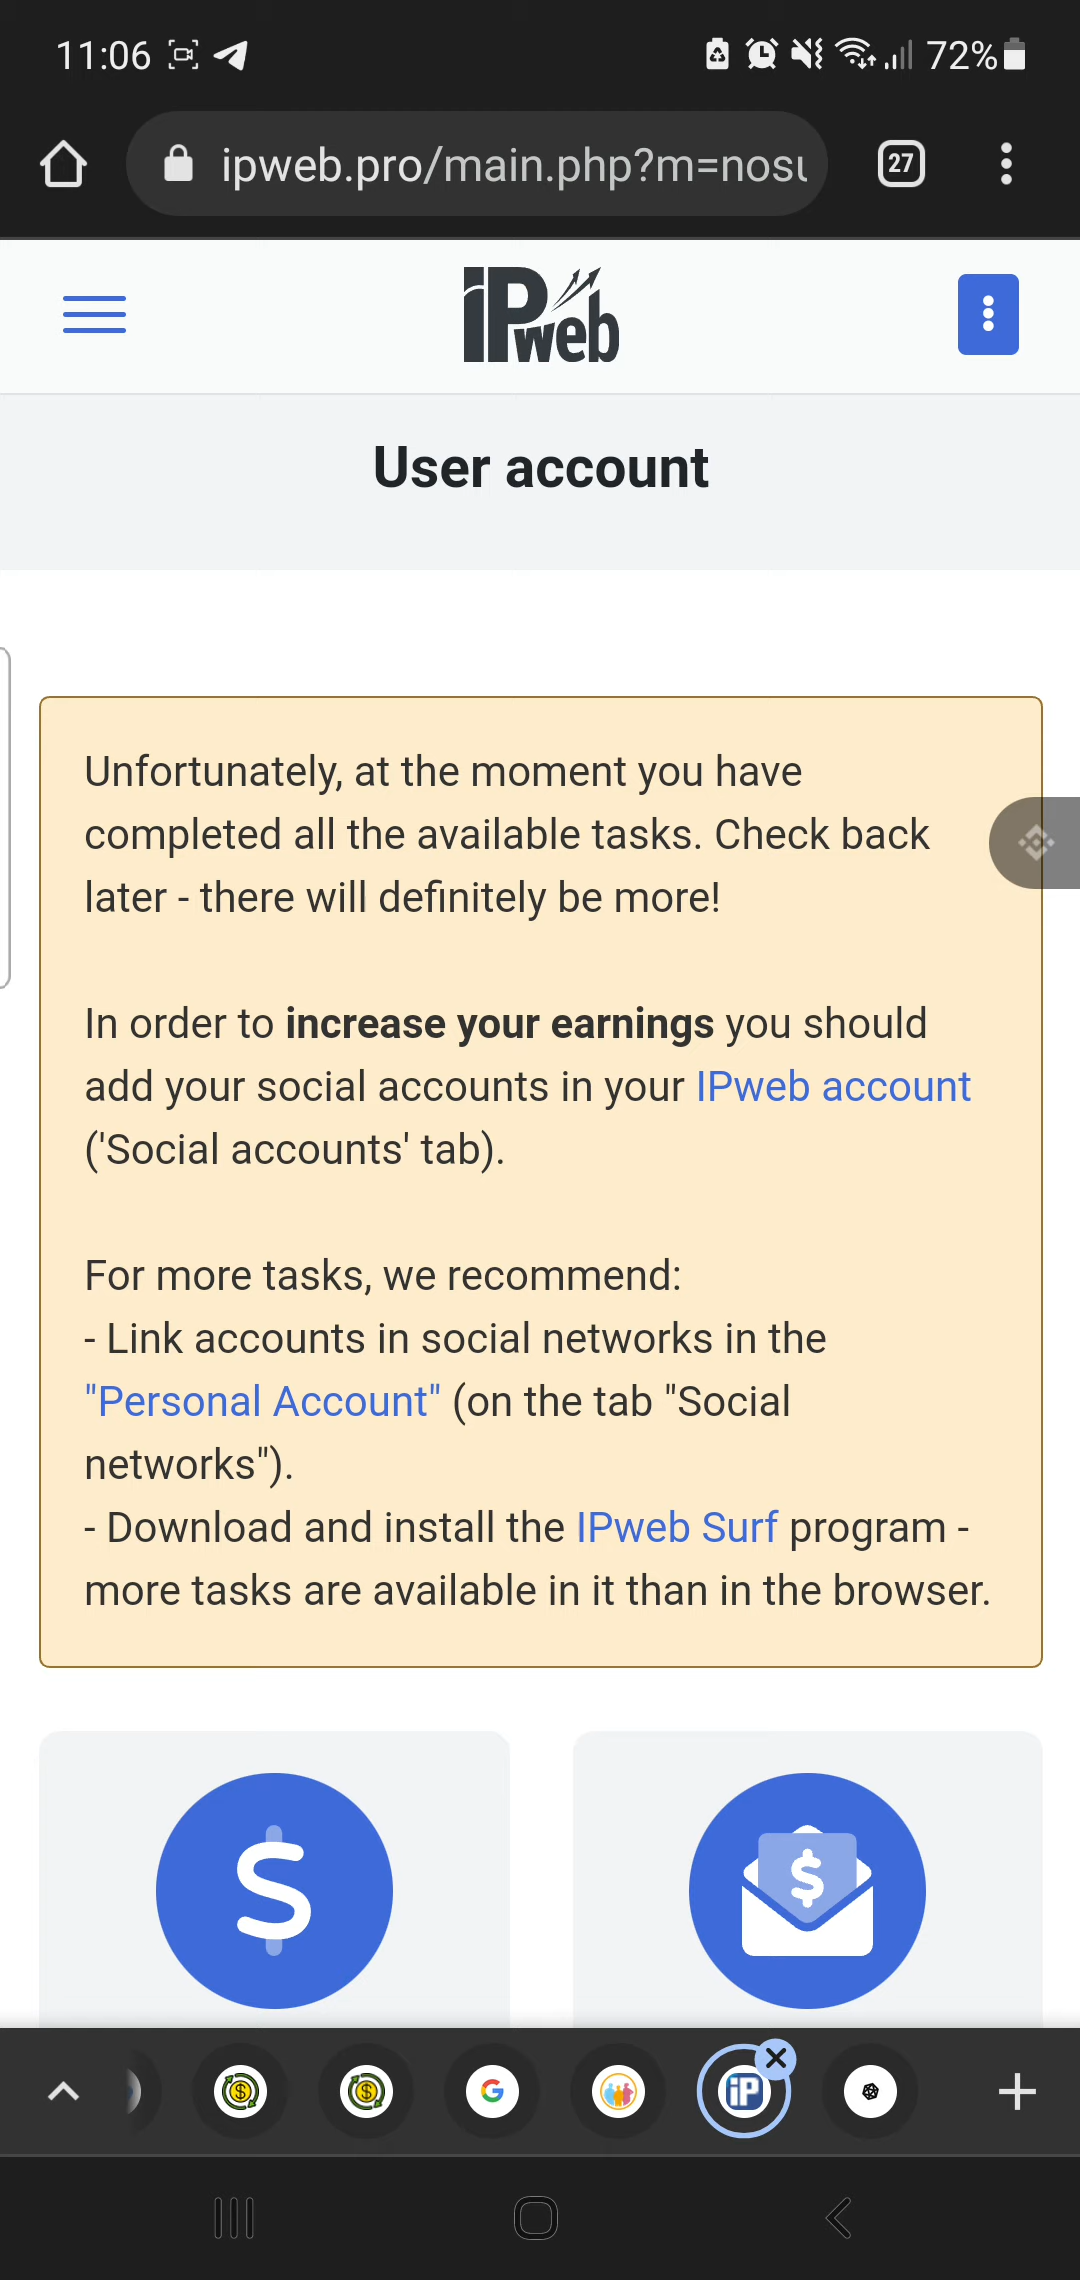 11:06
72%
ipweb.pro/main.php?m=nosu
27
IPweb
User account
Unfortunately, at the moment you have
completed all the available tasks. Check back
later - there will definitely be more!
In order to increase your earnings you should
add your social accounts in your IPweb account
('Social accounts' tab).
For more tasks, we recommend:
- Link accounts in social networks in the
"Personal Account" (on the tab "Social
networks").
- Download and install the IPweb Surf program -
more tasks are available in it than in the browser.
$
$
$ $ G iP